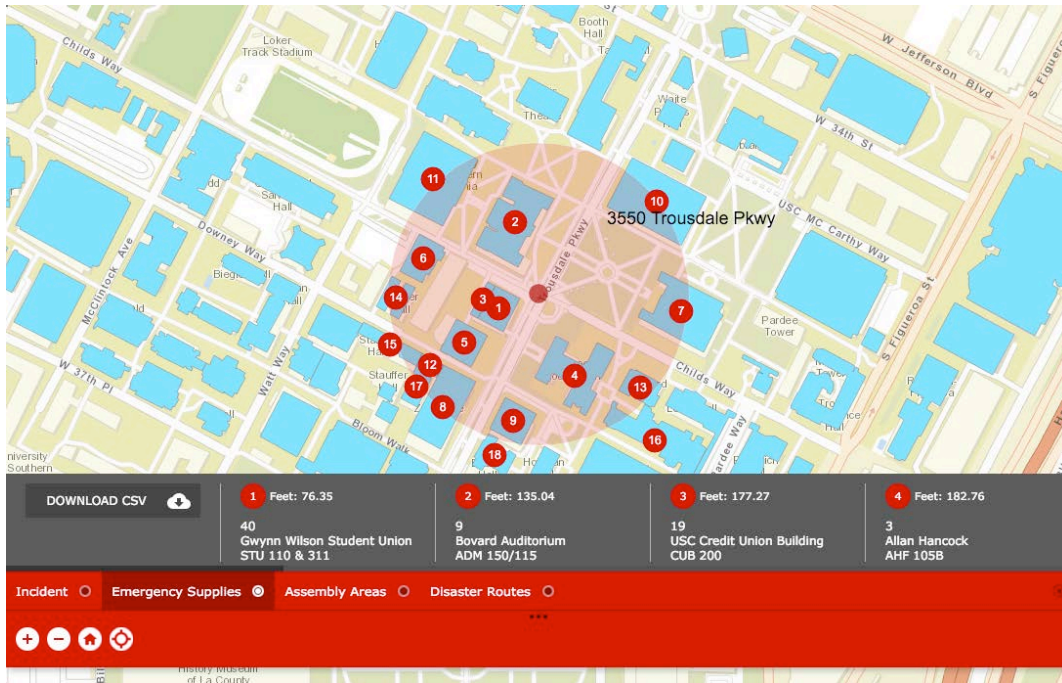 Booth
Hall
Loker
Track Stadium
Childs Way
W Jefferson Blvd
S Figueroa St
W 34th St
Waite
USC MC Carthy Way
11
10
2
3550 Trousdale Pkwy
Trousdale Pkwy
Hall
Downey Way
McClintock Ave
6
14
3
1
7
Pardee
Tower
S Figueroa St
15
5
12
4
13
Childs Way
W 37th Pl
Watt Way
Stauffer
17
8
9
16
Bloom Walk
18
Pardee Way
niversity
Southern
DOWNLOAD CSV
1 Feet: 76.35
40
Gwynn Wilson Student Union
STU 110 & 311
2 Feet: 135.04
9
Bovard Auditorium
ADM 150/115
3 Feet: 177.27
19
USC Credit Union Building
CUB 200
4 Feet: 182.76
3
Allan Hancock
AHF 105B
Incident Emergency Supplies Assembly Areas Disaster Routes
History Museum
of La County